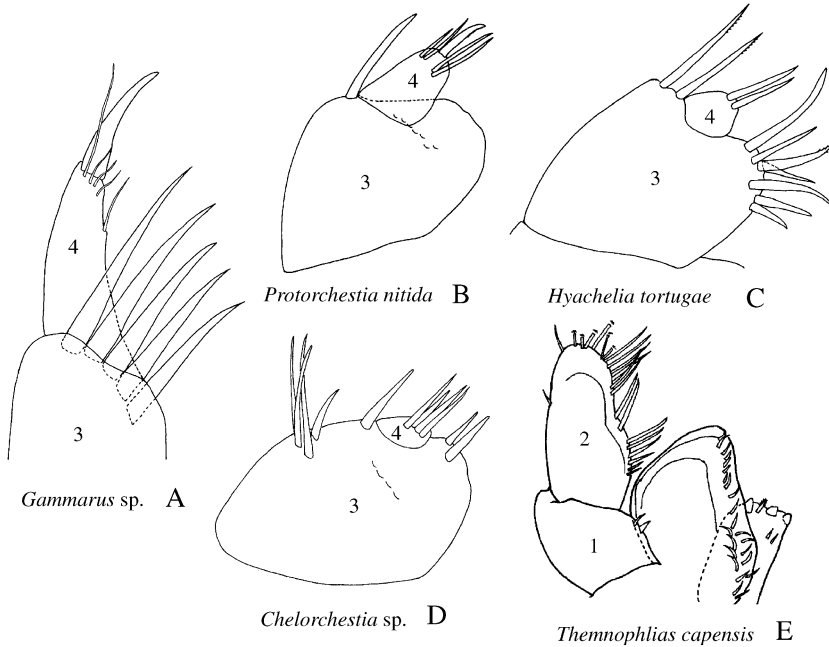 4
3
Gammarus sp. A
4
3
Protorchestia nitida B
4
3
Hyachelia tortugae C
4
3
Chelorchestia sp. D
2
1
Themnophlias capensis E